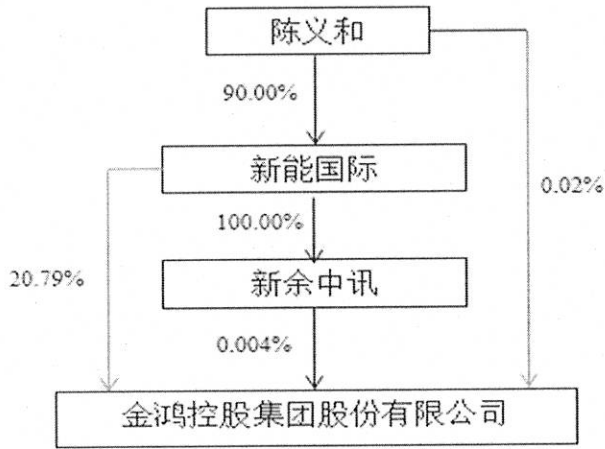 陈义和
90.00%
新能国际
0.02%
100.00%
20.79%
新余中讯
0.004%
金鸿控股集团股份有限公司